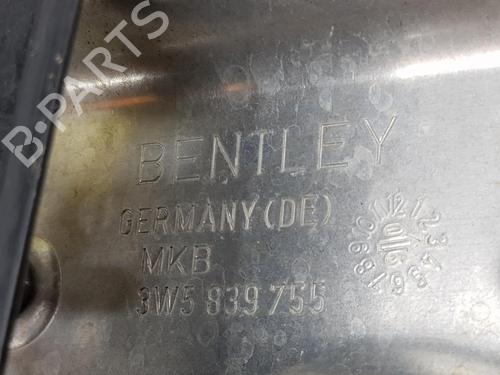 B-PARTS
BENTLEY
GERMANY(DE)
MKB
3W5 839 755